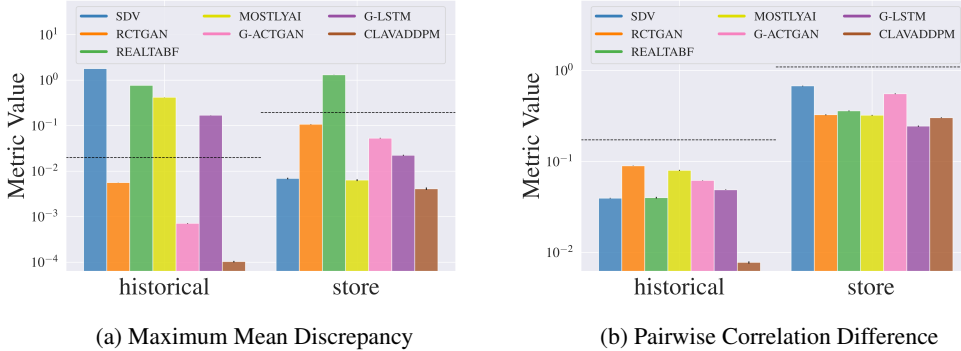 SDV
RCTGAN
REALTABF
MOSTLYAI
G-ACTGAN
G-LSTM
CLAVADDPM
Metric Value
10^1
10^0
10^-1
10^-2
10^-3
10^-4
historical
store
(a) Maximum Mean Discrepancy
SDV
RCTGAN
REALTABF
MOSTLYAI
G-ACTGAN
G-LSTM
CLAVADDPM
Metric Value
10^0
10^-1
10^-2
historical
store
(b) Pairwise Correlation Difference